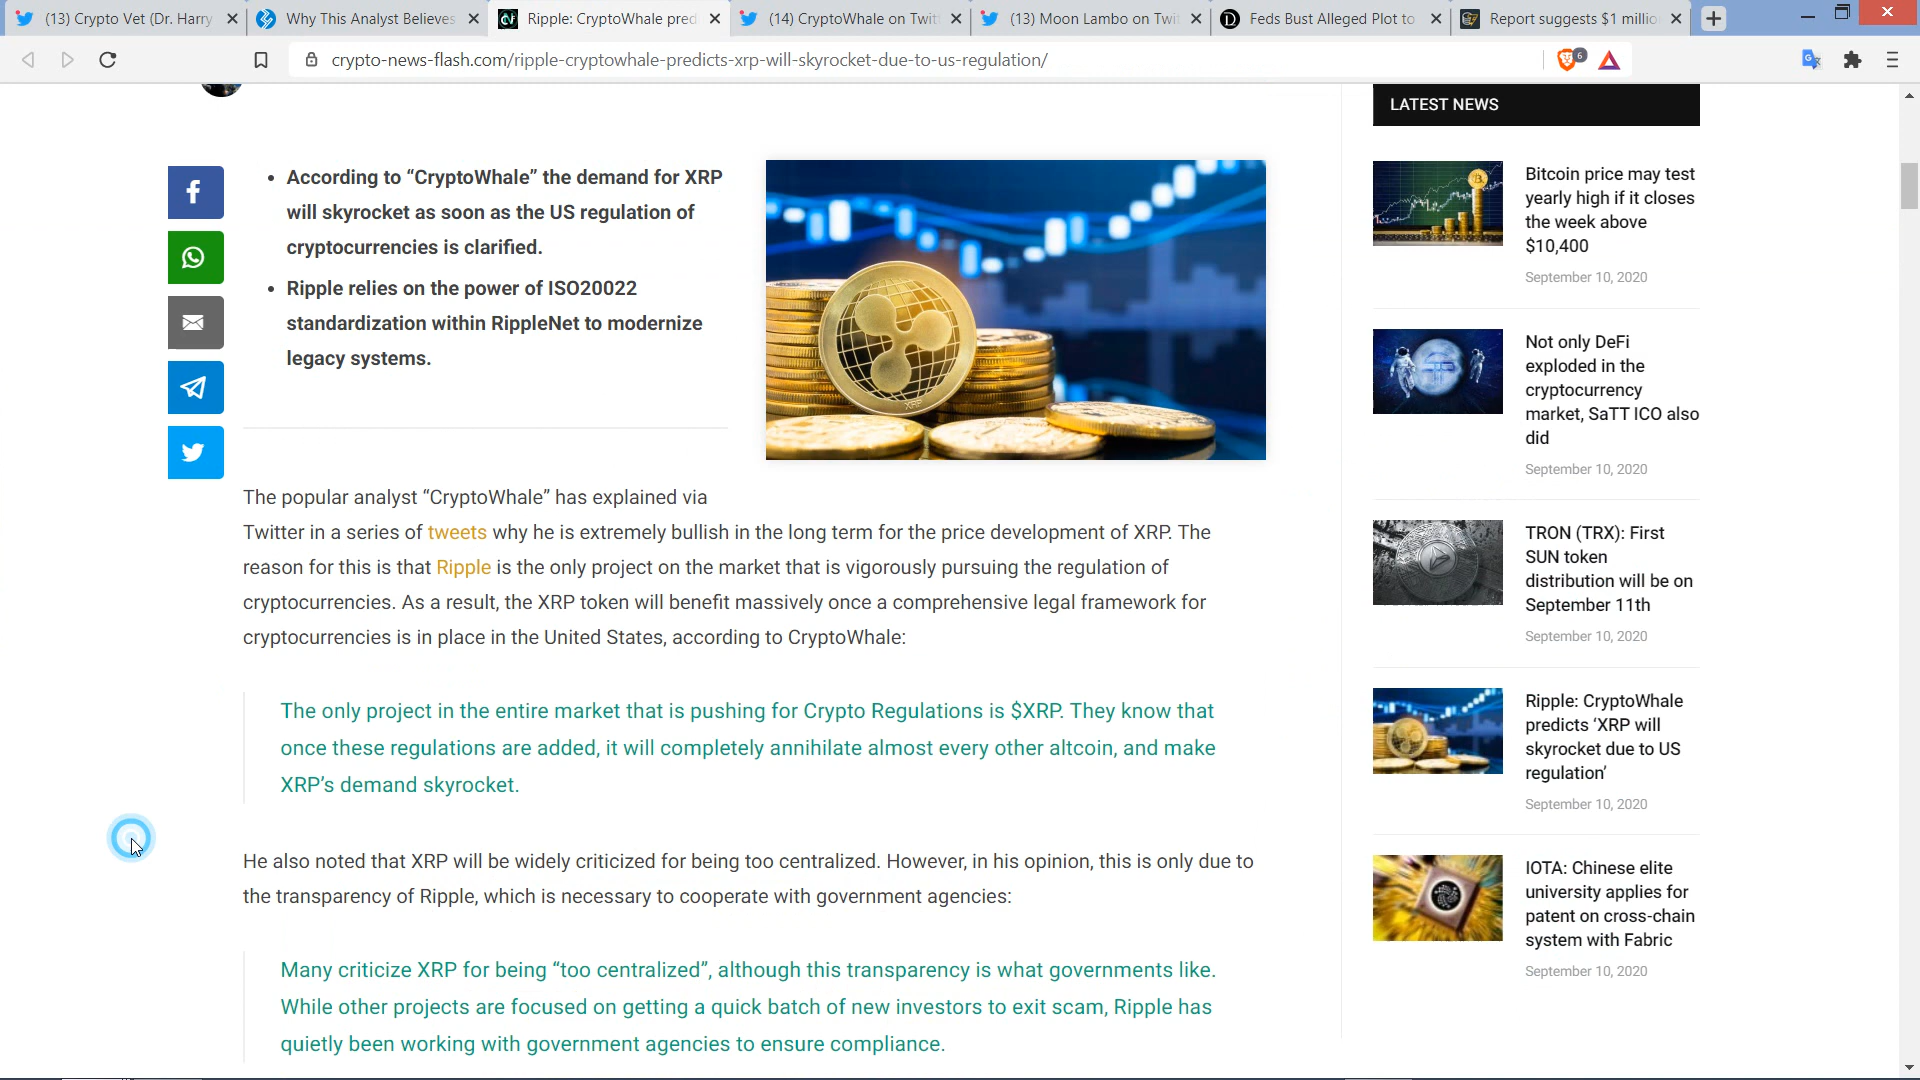 (13) Crypto Vet (Dr. Harry
Why This Analyst Believes
Ripple: CryptoWhale pred
(14) CryptoWhale on Twit
(13) Moon Lambo on Twi
Feds Bust Alleged Plot to
Report suggests $1 millio
crypto-news-flash.com/ripple-cryptowhale-predicts-xrp-will-skyrocket-due-to-us-regulation/
6
• According to “CryptoWhale” the demand for XRP
will skyrocket as soon as the US regulation of
cryptocurrencies is clarified.
• Ripple relies on the power of ISO20022
standardization within RippleNet to modernize
legacy systems.
XRP
The popular analyst “CryptoWhale” has explained via
Twitter in a series of tweets why he is extremely bullish in the long term for the price development of XRP. The
reason for this is that Ripple is the only project on the market that is vigorously pursuing the regulation of
cryptocurrencies. As a result, the XRP token will benefit massively once a comprehensive legal framework for
cryptocurrencies is in place in the United States, according to CryptoWhale:
The only project in the entire market that is pushing for Crypto Regulations is $XRP. They know that
once these regulations are added, it will completely annihilate almost every other altcoin, and make
XRP’s demand skyrocket.
He also noted that XRP will be widely criticized for being too centralized. However, in his opinion, this is only due to
the transparency of Ripple, which is necessary to cooperate with government agencies:
Many criticize XRP for being “too centralized”, although this transparency is what governments like.
While other projects are focused on getting a quick batch of new investors to exit scam, Ripple has
quietly been working with government agencies to ensure compliance.
LATEST NEWS
Bitcoin price may test
yearly high if it closes
the week above
$10,400
September 10, 2020
Not only DeFi
exploded in the
cryptocurrency
market, SaTT ICO also
did
September 10, 2020
TRON (TRX): First
SUN token
distribution will be on
September 11th
September 10, 2020
Ripple: CryptoWhale
predicts ‘XRP will
skyrocket due to US
regulation’
September 10, 2020
IOTA: Chinese elite
university applies for
patent on cross-chain
system with Fabric
September 10, 2020